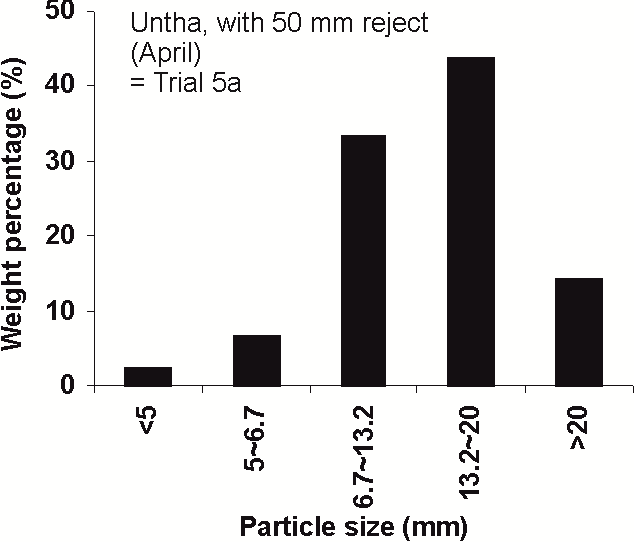 50
40
30
20
10
0
Weight percentage (%)
Untha, with 50 mm reject
(April)
= Trial 5a
<5
5~6.7
6.7~13.2
13.2~20
>20
Particle size (mm)